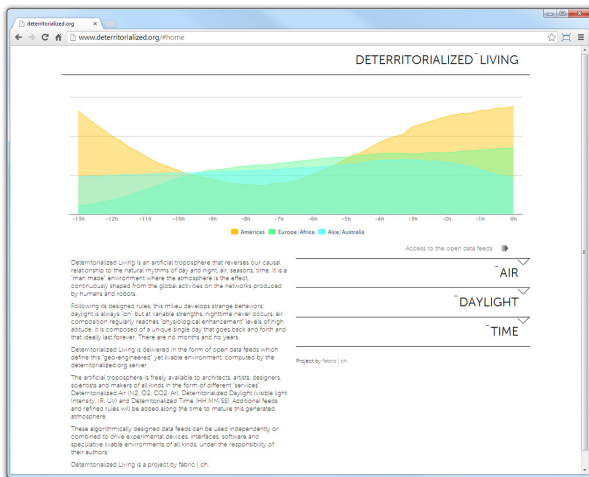 deterritorialized.org
www.deterritorialized.org/#home
DETERRITORIALIZED¯LIVING
-13h -12h -11h -10h -9h -8h -7h -6h -5h -4h -3h -2h -1h 0h
Americas Europe/Africa Asia/Australia
Access to the open data feeds
Deterritorialized Living is an artificial troposphere that reverses our causal
relationship to the natural rhythms of day and night, air, seasons, time. It is a
"man made" environment where the atmosphere is the effect,
continuously shaped from the global activities on the networks produced
by humans and robots.
Following its designed rules, this milieu develops strange behaviors:
daylight is always "on" but at variable strengths, nighttime never occurs, air
composition regularly reaches "physiological enhancement" levels of high
altitude, it is composed of a unique single day that goes back and forth and
that ideally last forever. There are no months and no years.
Deterritorialized Living is delivered in the form of open data feeds which
define this "geo-engineered" yet livable environment, computed by the
deterritorialized.org server.
The artificial troposphere is freely available to architects, artists, designers,
scientists and makers of all kinds in the form of different "services":
Deterritorialized Air (N2, O2, CO2, Ar), Deterritorialized Daylight (visible light
Intensity, IR, UV) and Deterritorialized Time (HH:MM:SS). Additional feeds
and refined rules will be added along the time to mature this generated
atmosphere.
These algorithmically designed data feeds can be used independently or
combined to drive experimental devices, interfaces, software and
speculative livable environments of all kinds, under the responsibility of
their authors.
Deterritorialized Living is a project by fabric | ch.
¯AIR
¯DAYLIGHT
¯TIME
Project by fabric | ch